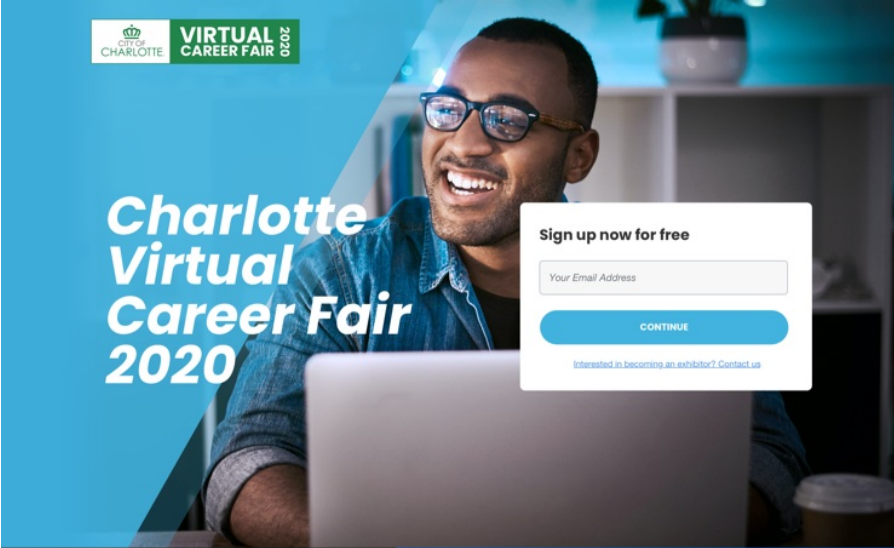 CITY OF
CHARLOTTE.
VIRTUAL
CAREER FAIR
2020
Charlotte
Virtual
Career Fair
2020
Sign up now for free
Your Email Address
CONTINUE
Interested in becoming an exhibitor? Contact us